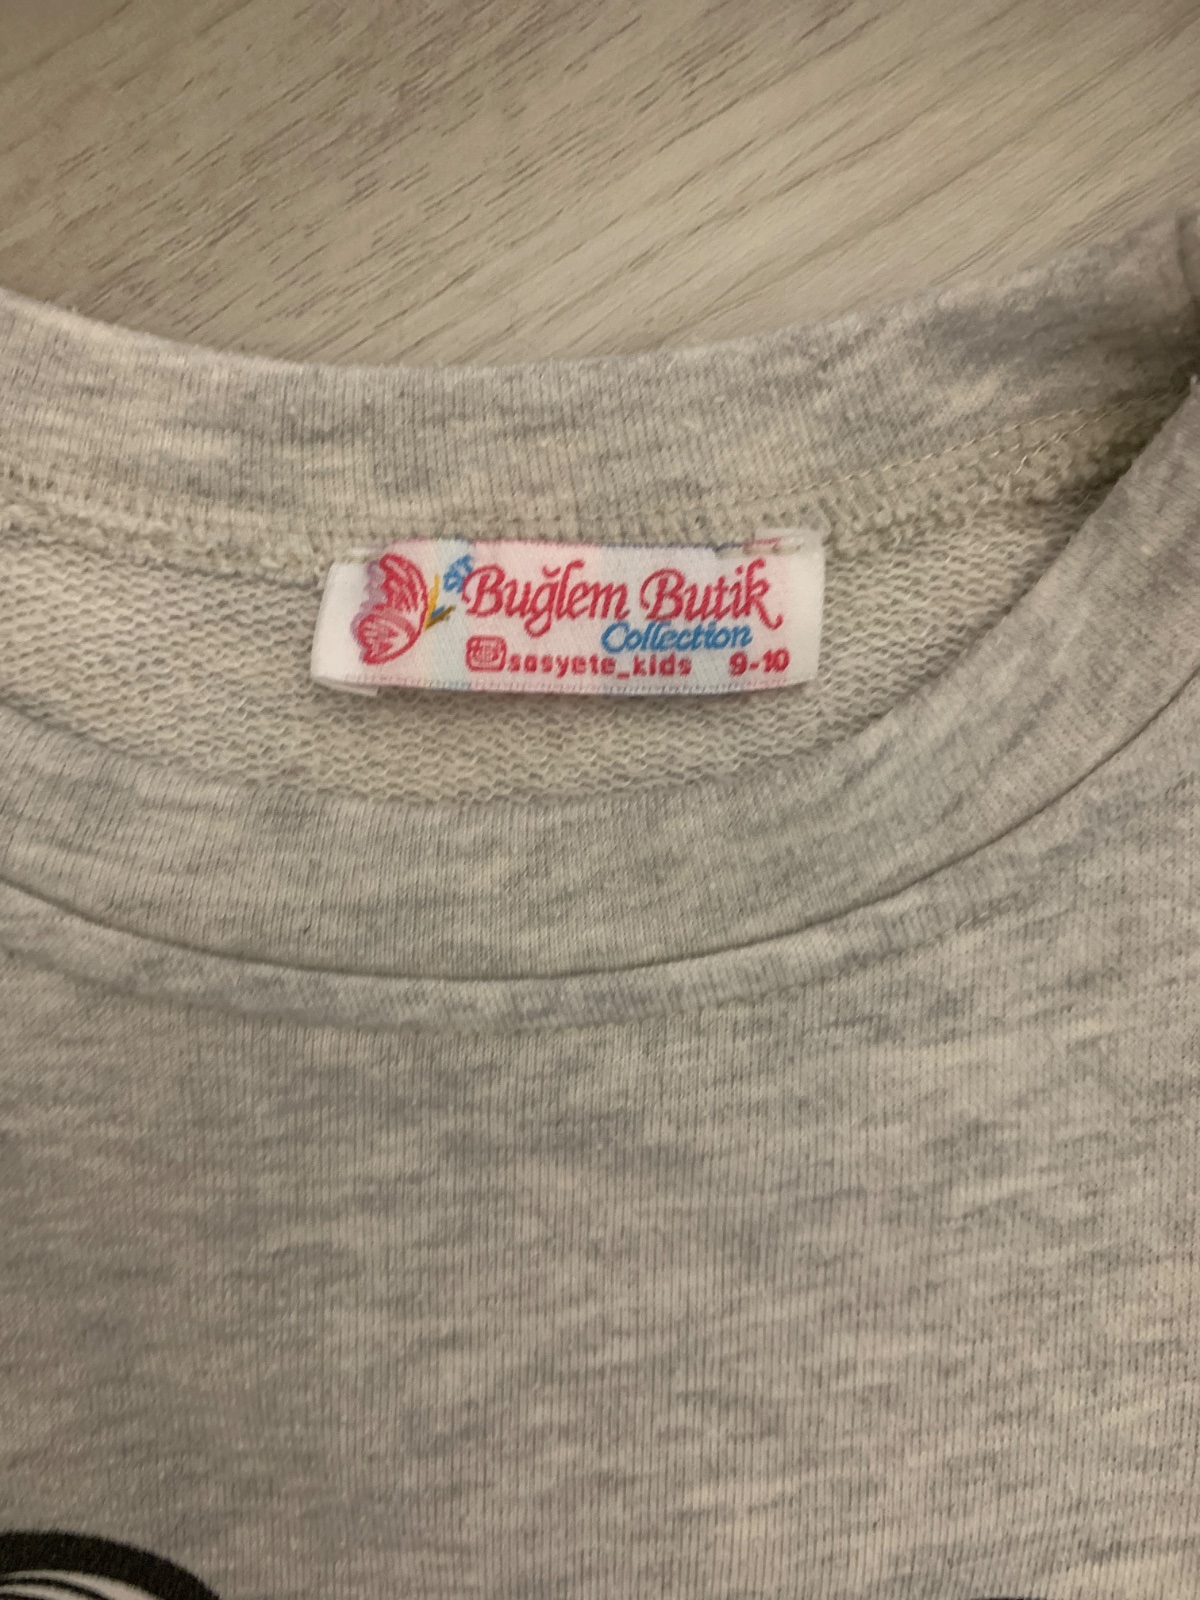 Buğlem Butik
Collection
sosyete_kids 9-10